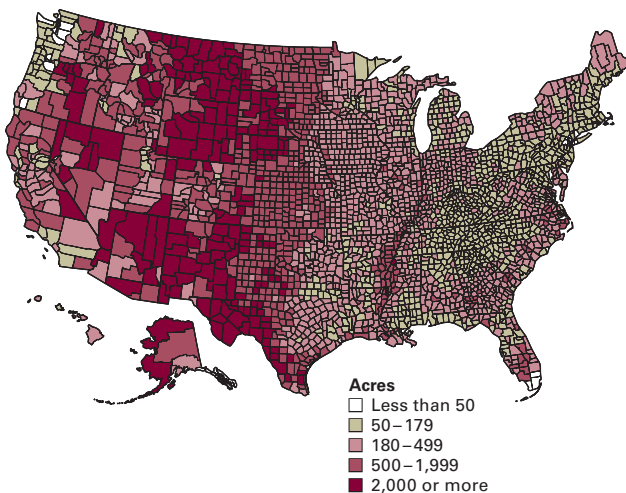 Acres
Less than 50
50–179
180–499
500–1,999
2,000 or more